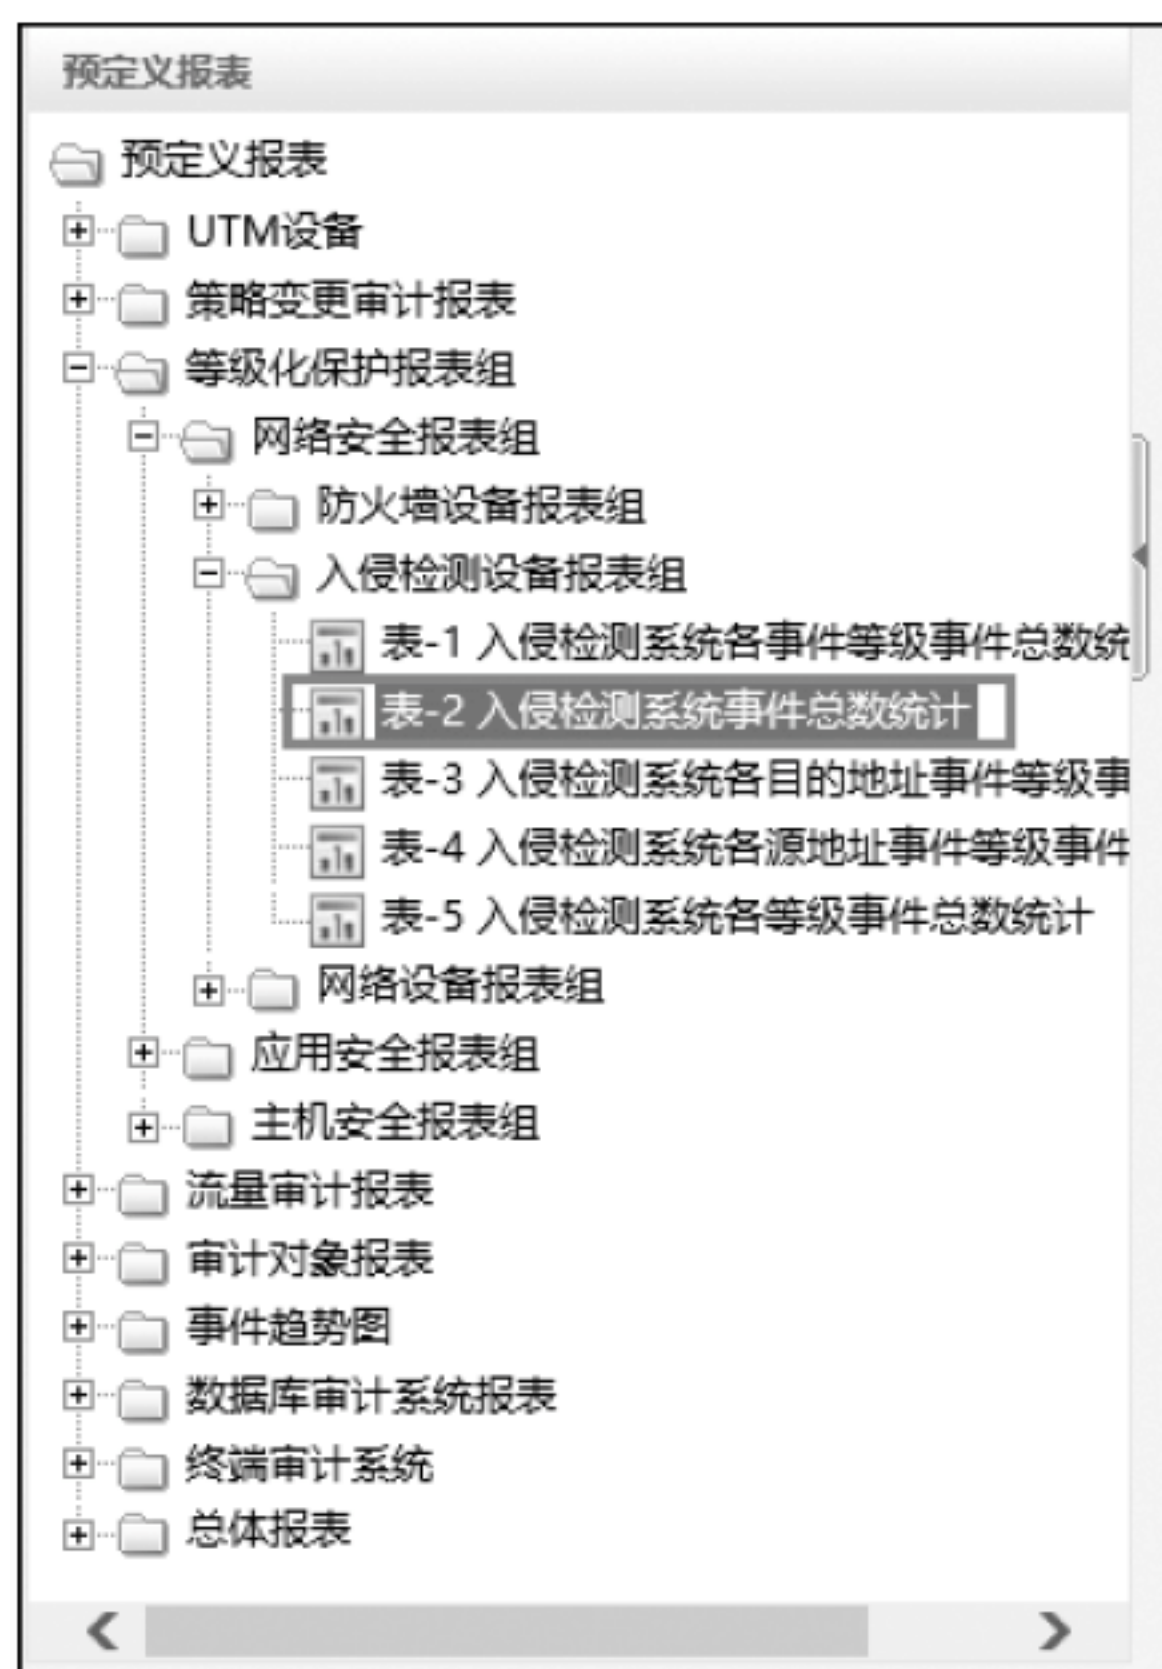 预定义报表
预定义报表
UTM设备
策略变更审计报表
等级化保护报表组
网络安全报表组
防火墙设备报表组
入侵检测设备报表组
表-1 入侵检测系统各事件等级事件总数统
表-2 入侵检测系统事件总数统计
表-3 入侵检测系统各目的地址事件等级事
表-4 入侵检测系统各源地址事件等级事件
表-5 入侵检测系统各等级事件总数统计
网络设备报表组
应用安全报表组
主机安全报表组
流量审计报表
审计对象报表
事件趋势图
数据库审计系统报表
终端审计系统
总体报表